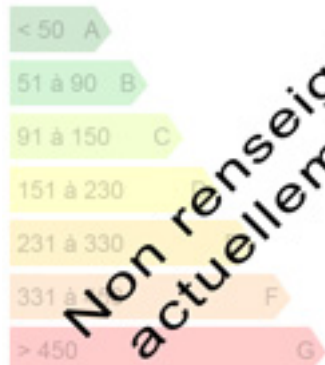 < 50 A
51 à 90 B
91 à 150 C
151 à 230
231 à 330
331 à F
> 450 G
Non renseig
actuellem